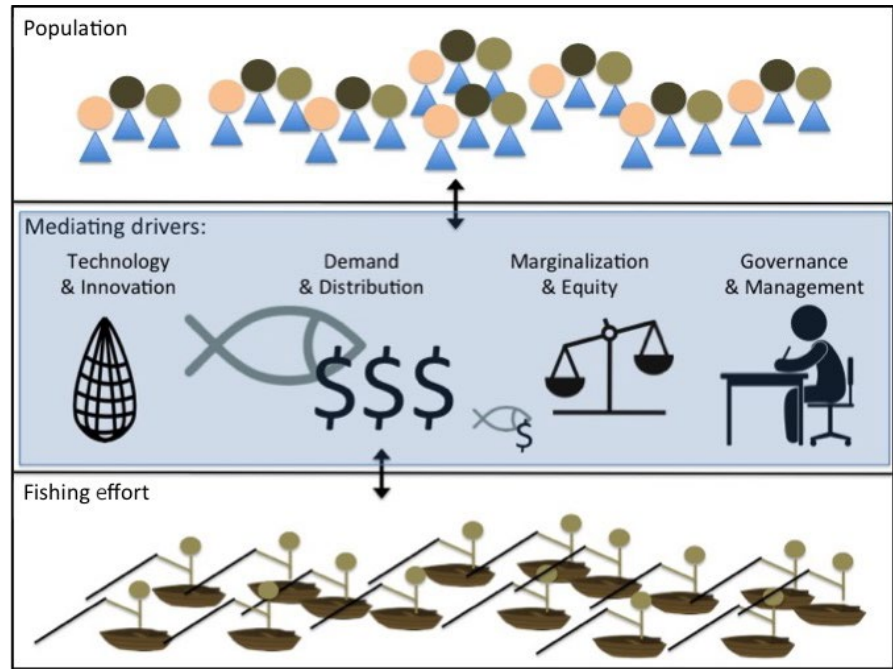 Population
Mediating drivers:
Technology
& Innovation
Demand
& Distribution
Marginalization
& Equity
Governance
& Management
$$$
$
Fishing effort